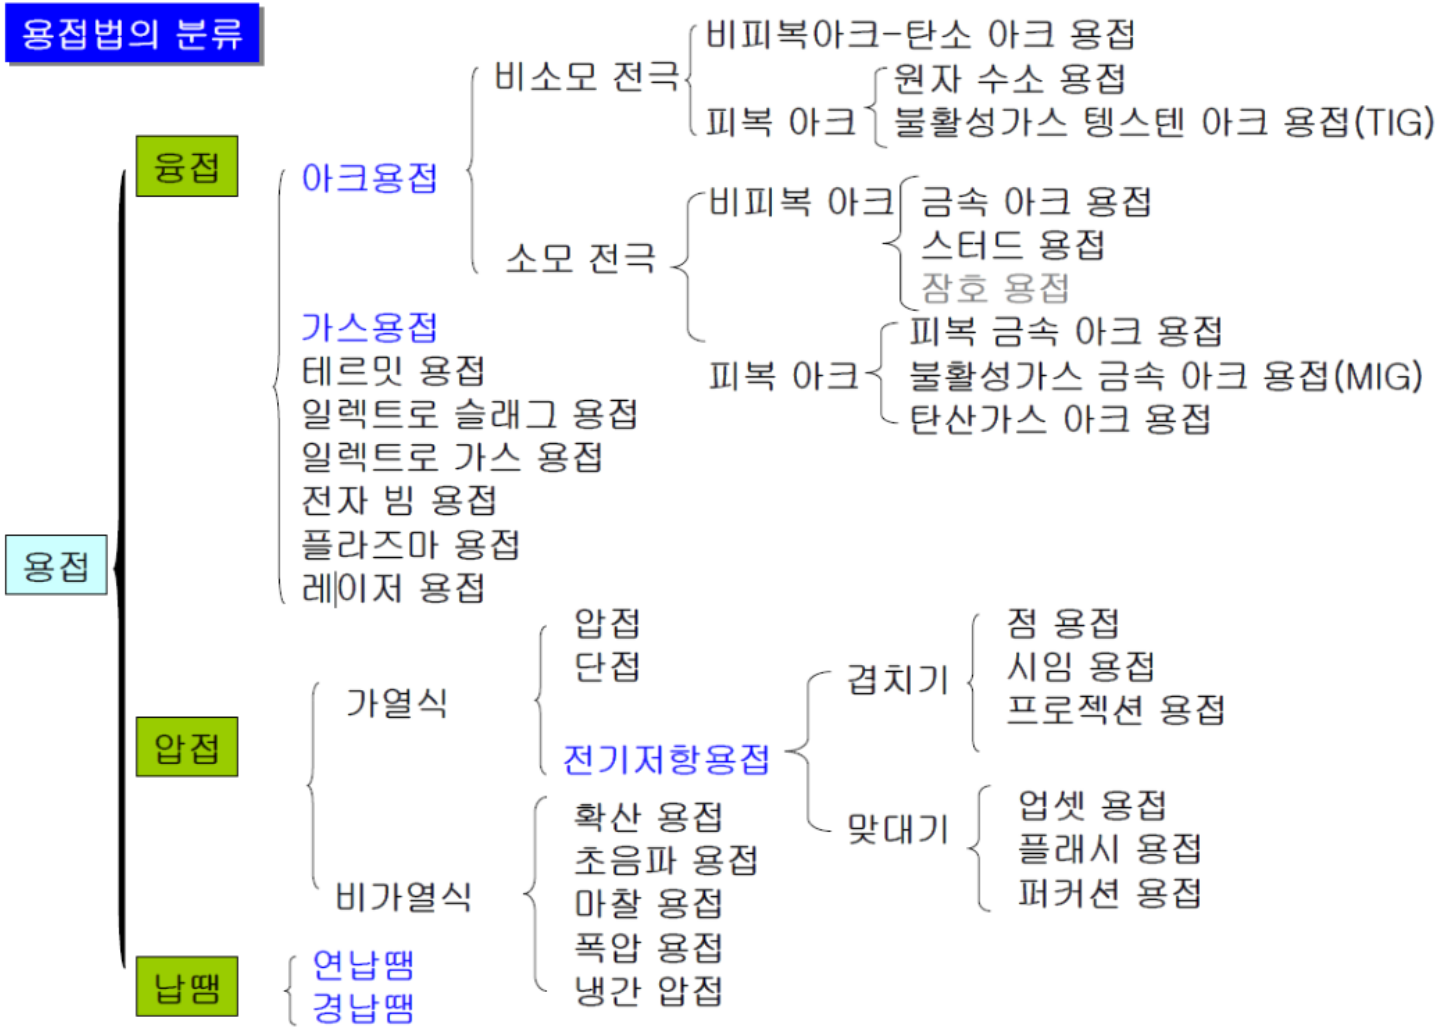 용접법의 분류
용접
융접
아크용접
비소모 전극
비피복아크-탄소 아크 용접
피복 아크
원자 수소 용접
불활성가스 텡스텐 아크 용접(TIG)
소모 전극
비피복 아크
금속 아크 용접
스터드 용접
잠호 용접
피복 아크
피복 금속 아크 용접
불활성가스 금속 아크 용접(MIG)
탄산가스 아크 용접
가스용접
테르밋 용접
일렉트로 슬래그 용접
일렉트로 가스 용접
전자 빔 용접
플라즈마 용접
레이저 용접
압접
가열식
압접
단접
전기저항용접
겹치기
점 용접
시임 용접
프로젝션 용접
맞대기
업셋 용접
플래시 용접
퍼커션 용접
비가열식
확산 용접
초음파 용접
마찰 용접
폭압 용접
냉간 압접
납땜
연납땜
경납땜